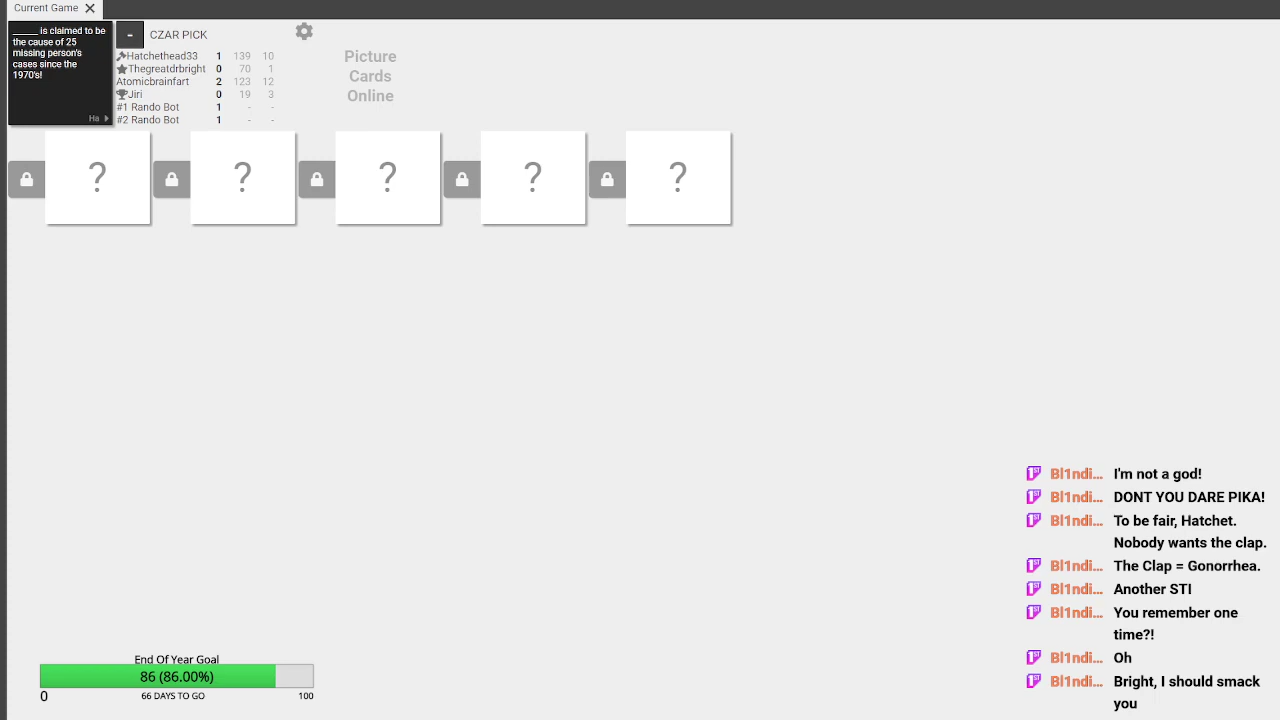 Current Game
_____ is claimed to be
the cause of 25
missing person's
cases since the
1970's!
Ha
-
CZAR PICK
Hatchethead33 1 139 10
Thegreatdrbright 0 70 1
Atomicbrainfart 2 123 12
Jiri 0 19 3
#1 Rando Bot 1 - -
#2 Rando Bot 1 - -
Picture
Cards
Online
? ? ? ? ?
Bl1ndi... I'm not a god!
Bl1ndi... DONT YOU DARE PIKA!
Bl1ndi... To be fair, Hatchet.
Nobody wants the clap.
Bl1ndi... The Clap = Gonorrhea.
Bl1ndi... Another STI
Bl1ndi... You remember one
time?!
Bl1ndi... Oh
Bl1ndi... Bright, I should smack
you
End Of Year Goal
86 (86.00%)
0 66 DAYS TO GO 100